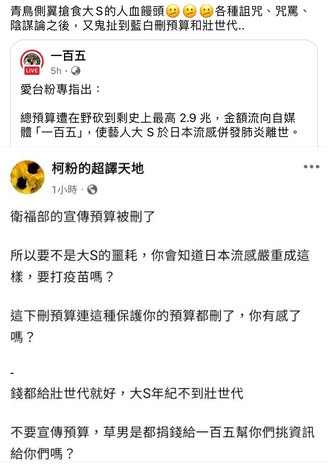 青鳥側翼搶食大S的人血饅頭🥴🥴🥴各種詛咒、咒罵、
陰謀論之後，又鬼扯到藍白刪預算和壯世代..
一百五
LIVE
5h ·
愛台粉專指出：
總預算遭在野砍到剩史上最高 2.9 兆，金額流向自媒
體「一百五」，使藝人大 S 於日本流感併發肺炎離世。
柯粉的超譯天地
1小時 ·
衛福部的宣傳預算被刪了
所以要不是大S的噩耗，你會知道日本流感嚴重成這
樣，要打疫苗嗎？
這下刪預算連這種保護你的預算都刪了，你有感了
嗎？
-
錢都給壯世代就好，大S年紀不到壯世代
不要宣傳預算，草男是都捐錢給一百五幫你們挑資訊
給你們嗎？